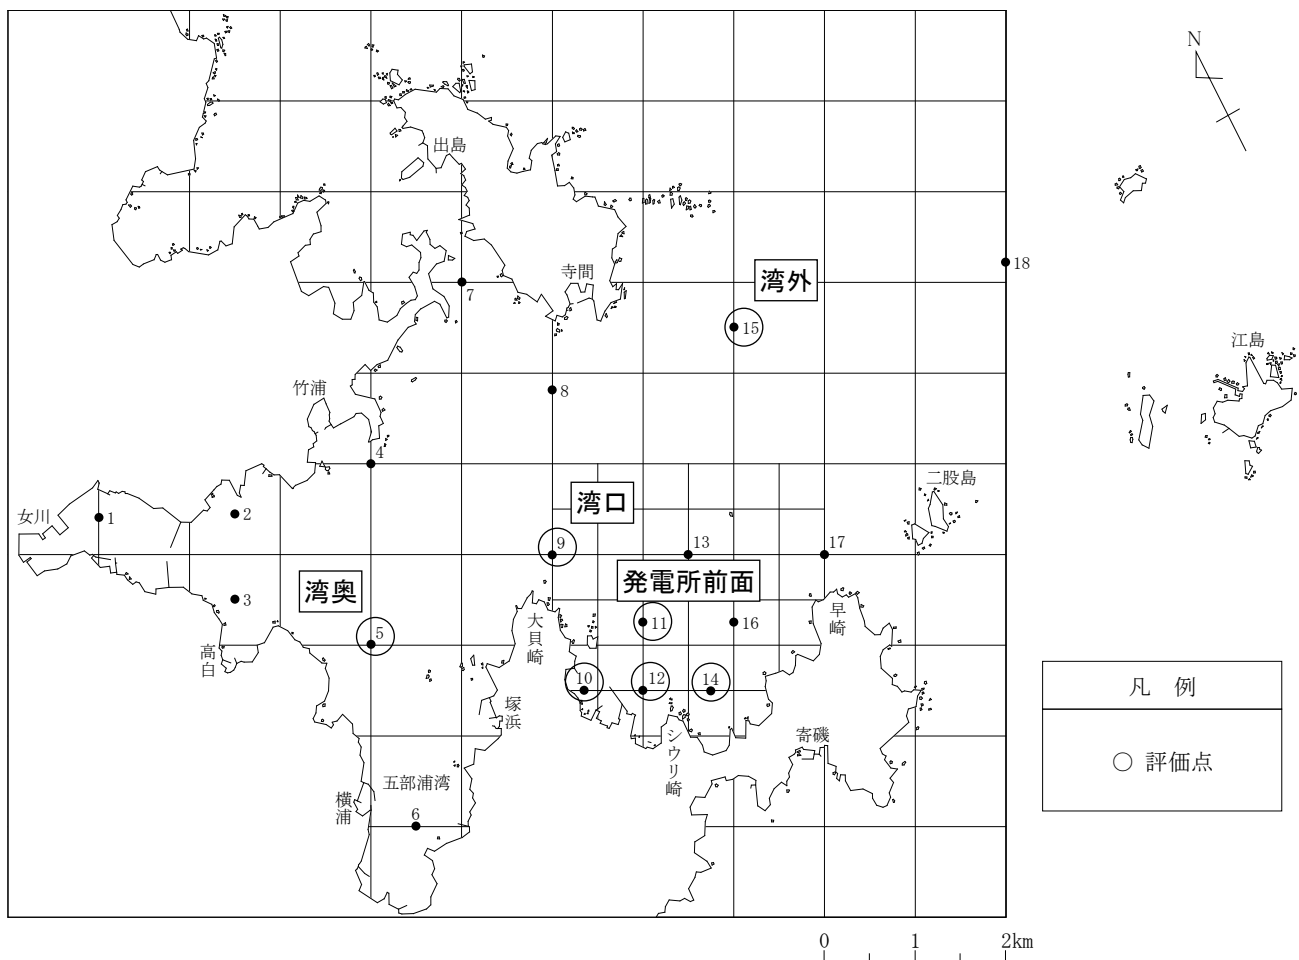 N
出島
18
湾外
寺間
7
15
江島
竹浦
8
4
二股島
女川
1
2
湾口
9
13
17
湾奥
発電所前面
3
大貝崎
11
16
早崎
5
高白
10
12
14
凡 例
塚浜
シウリ崎
寄磯
○ 評価点
五部浦湾
横浦
6
0 1 2km